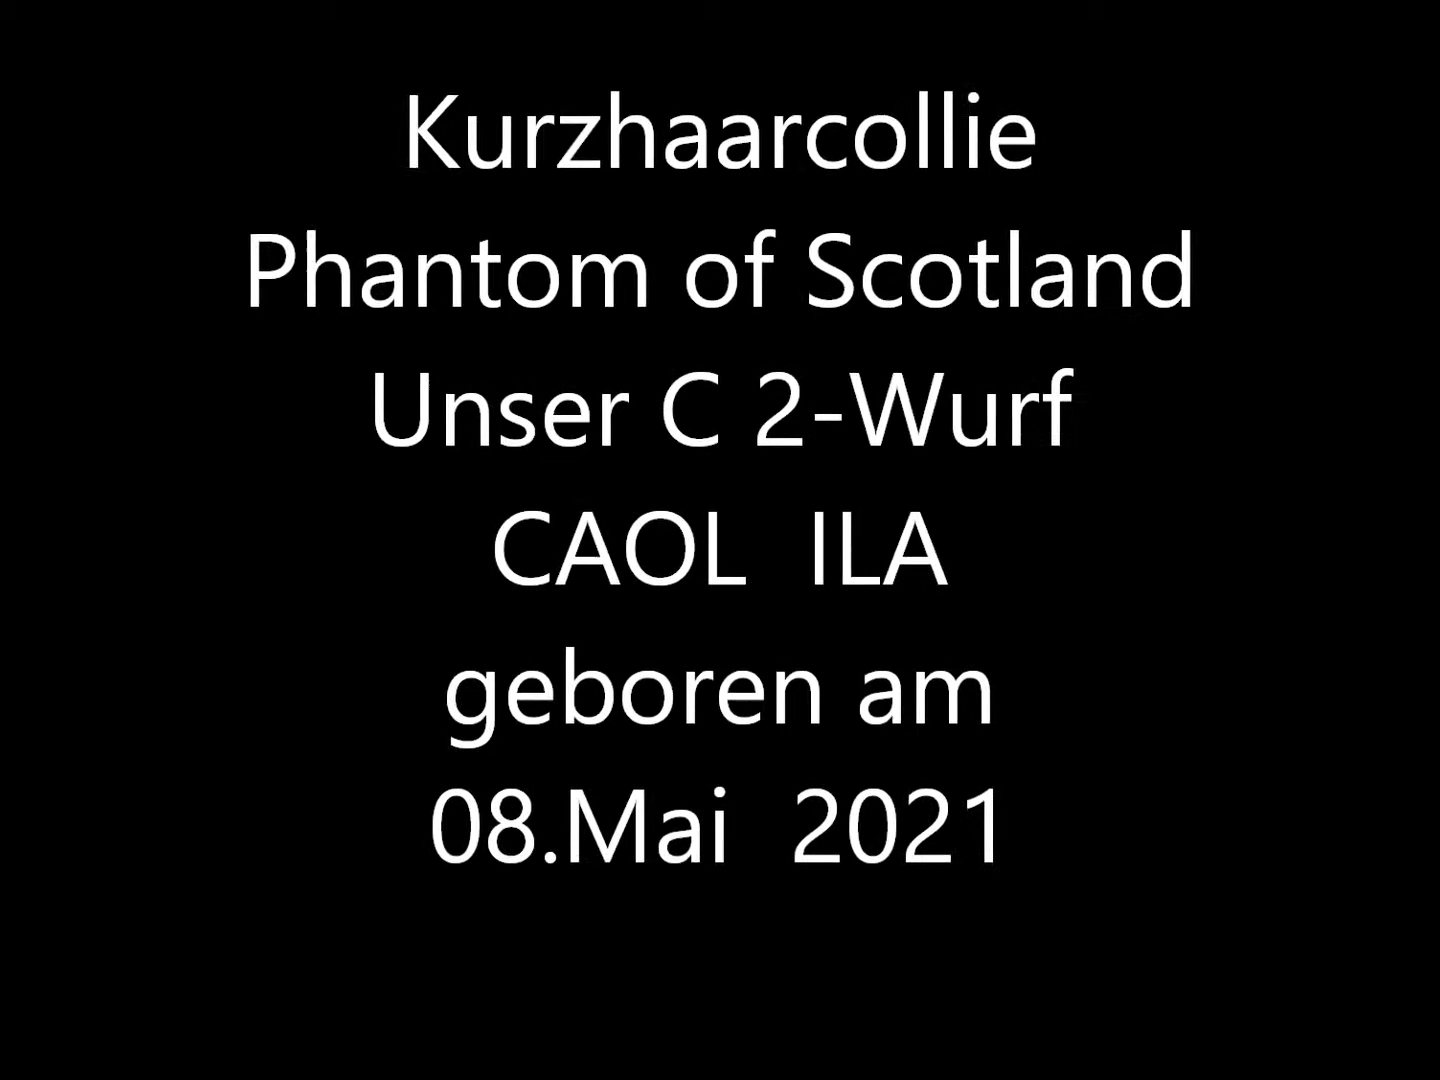 Kurzhaarcollie
Phantom of Scotland
Unser C 2-Wurf
CAOL  ILA
geboren am
08.Mai  2021